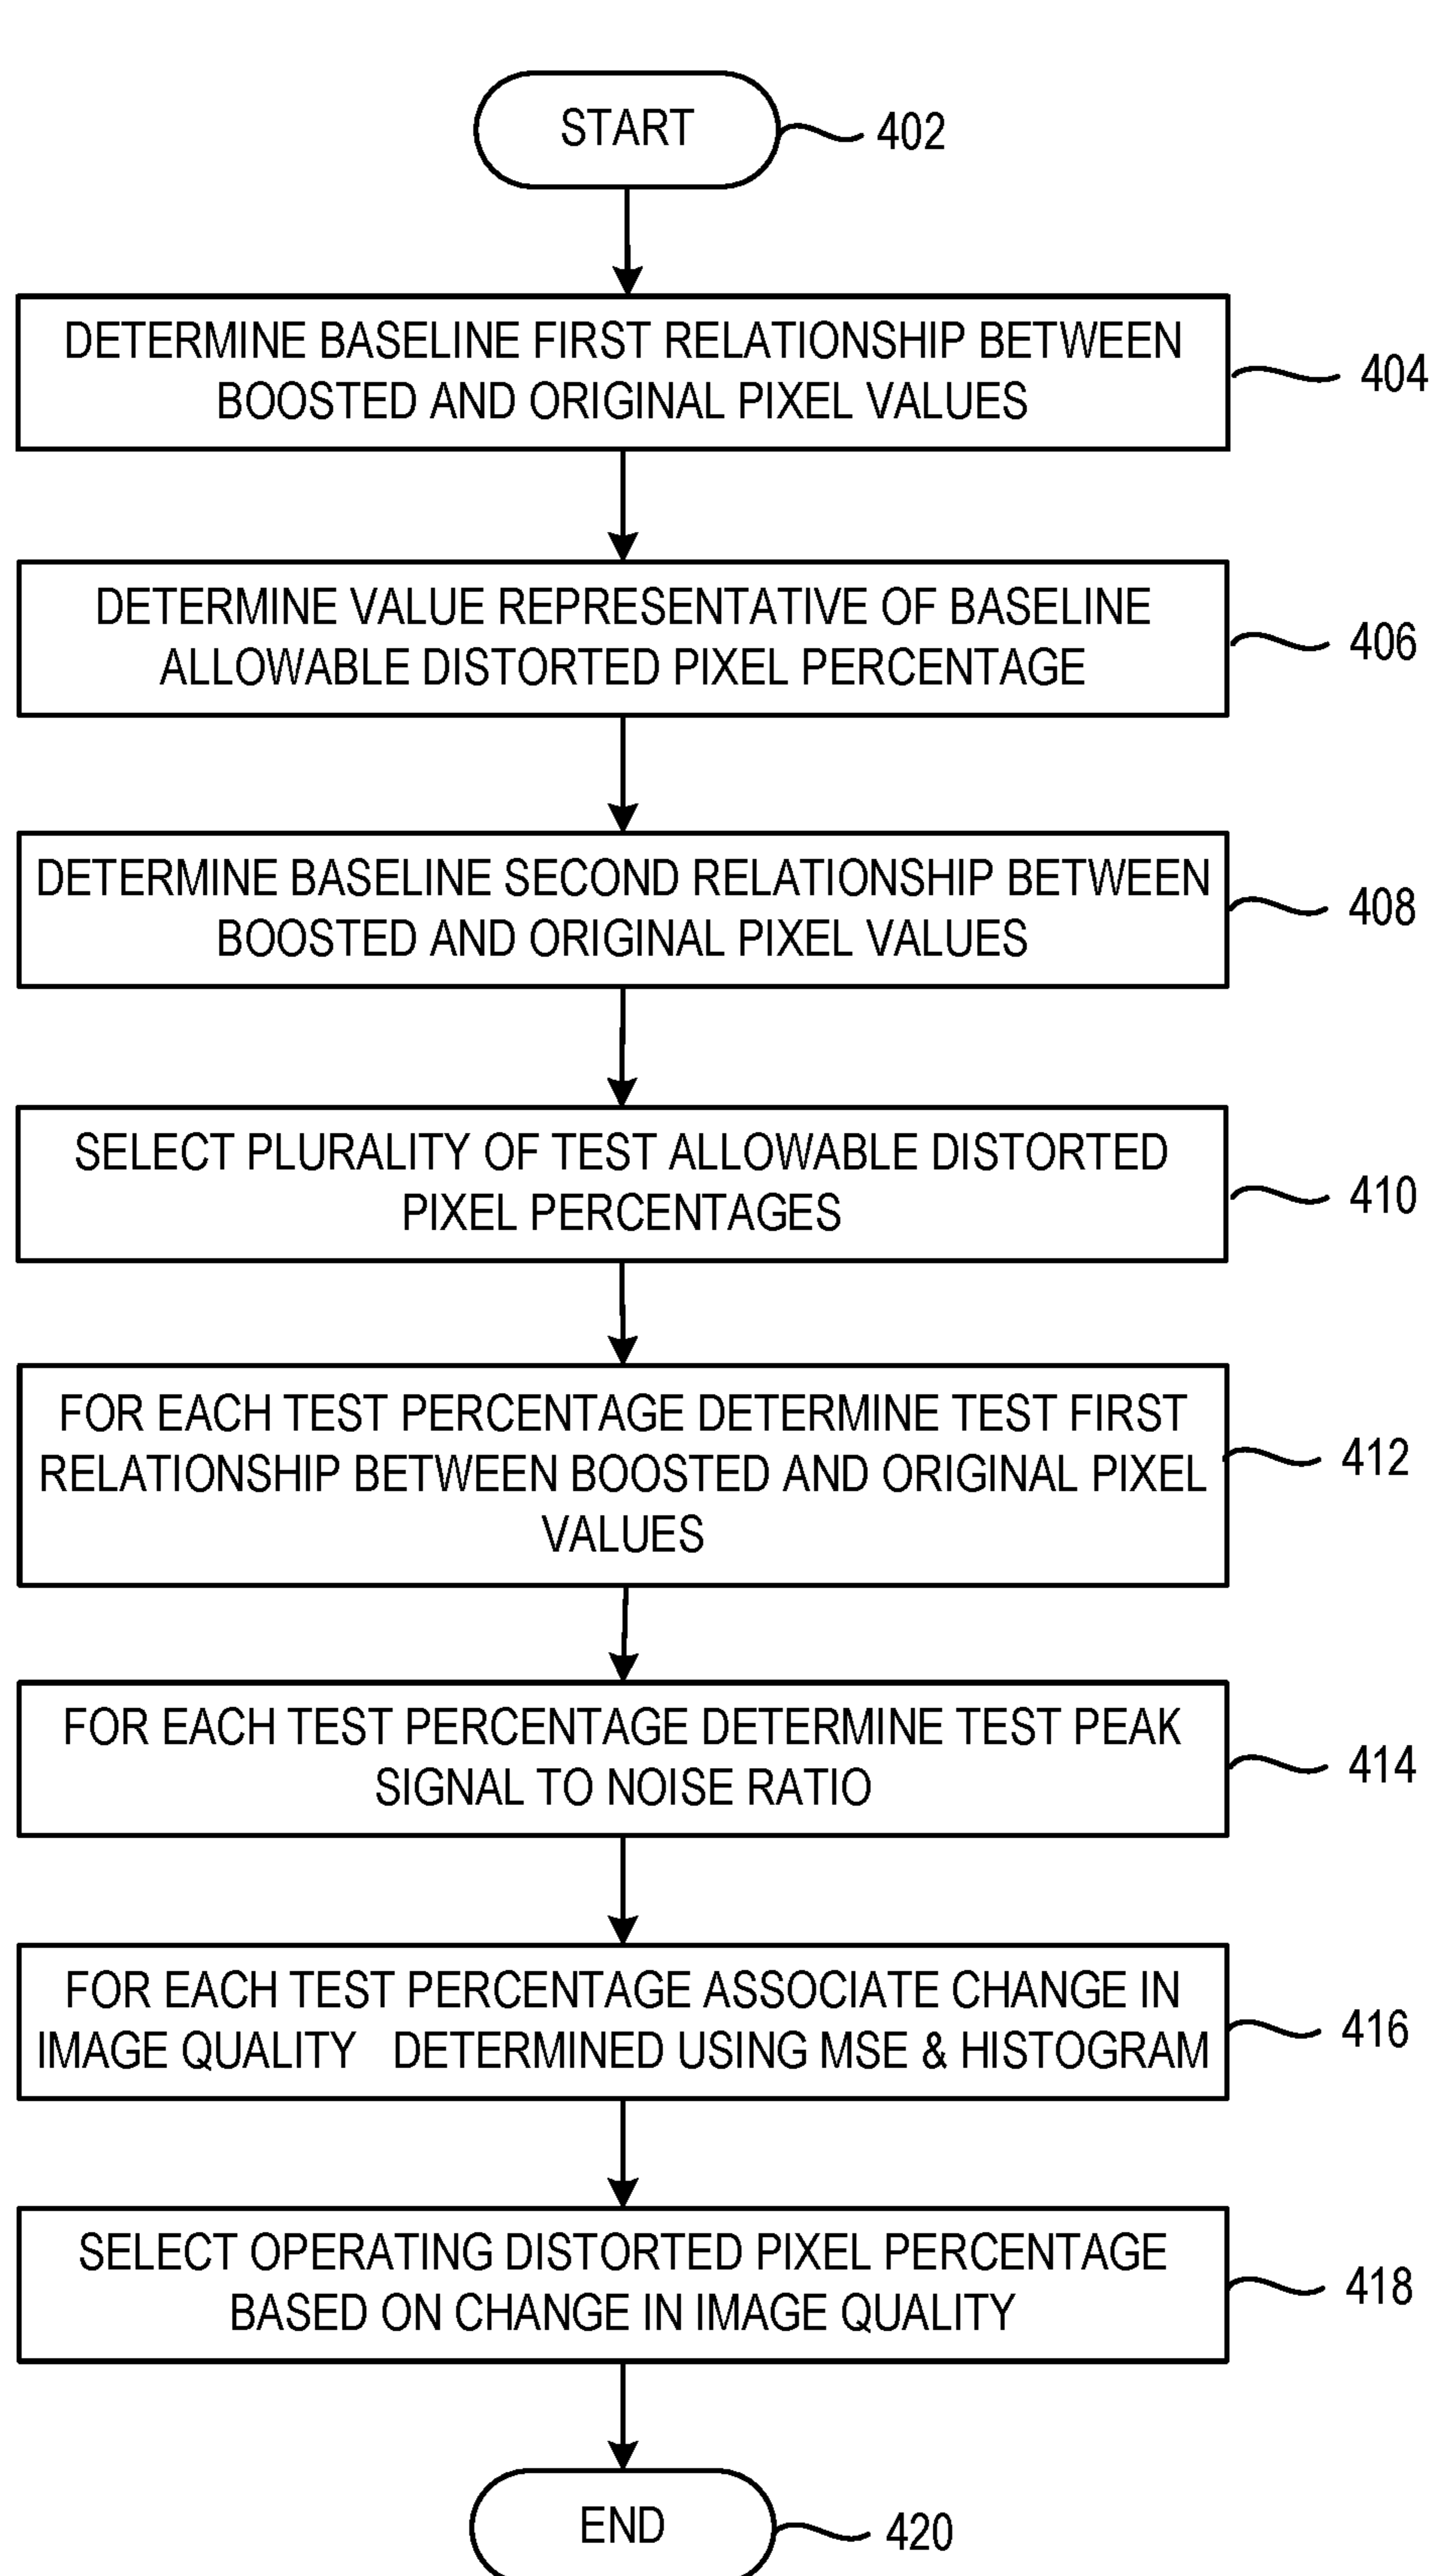 START
402
DETERMINE BASELINE FIRST RELATIONSHIP BETWEEN
BOOSTED AND ORIGINAL PIXEL VALUES
404
DETERMINE VALUE REPRESENTATIVE OF BASELINE
ALLOWABLE DISTORTED PIXEL PERCENTAGE
406
DETERMINE BASELINE SECOND RELATIONSHIP BETWEEN
BOOSTED AND ORIGINAL PIXEL VALUES
408
SELECT PLURALITY OF TEST ALLOWABLE DISTORTED
PIXEL PERCENTAGES
410
FOR EACH TEST PERCENTAGE DETERMINE TEST FIRST
RELATIONSHIP BETWEEN BOOSTED AND ORIGINAL PIXEL
VALUES
412
FOR EACH TEST PERCENTAGE DETERMINE TEST PEAK
SIGNAL TO NOISE RATIO
414
FOR EACH TEST PERCENTAGE ASSOCIATE CHANGE IN
IMAGE QUALITY DETERMINED USING MSE & HISTOGRAM
416
SELECT OPERATING DISTORTED PIXEL PERCENTAGE
BASED ON CHANGE IN IMAGE QUALITY
418
END
420